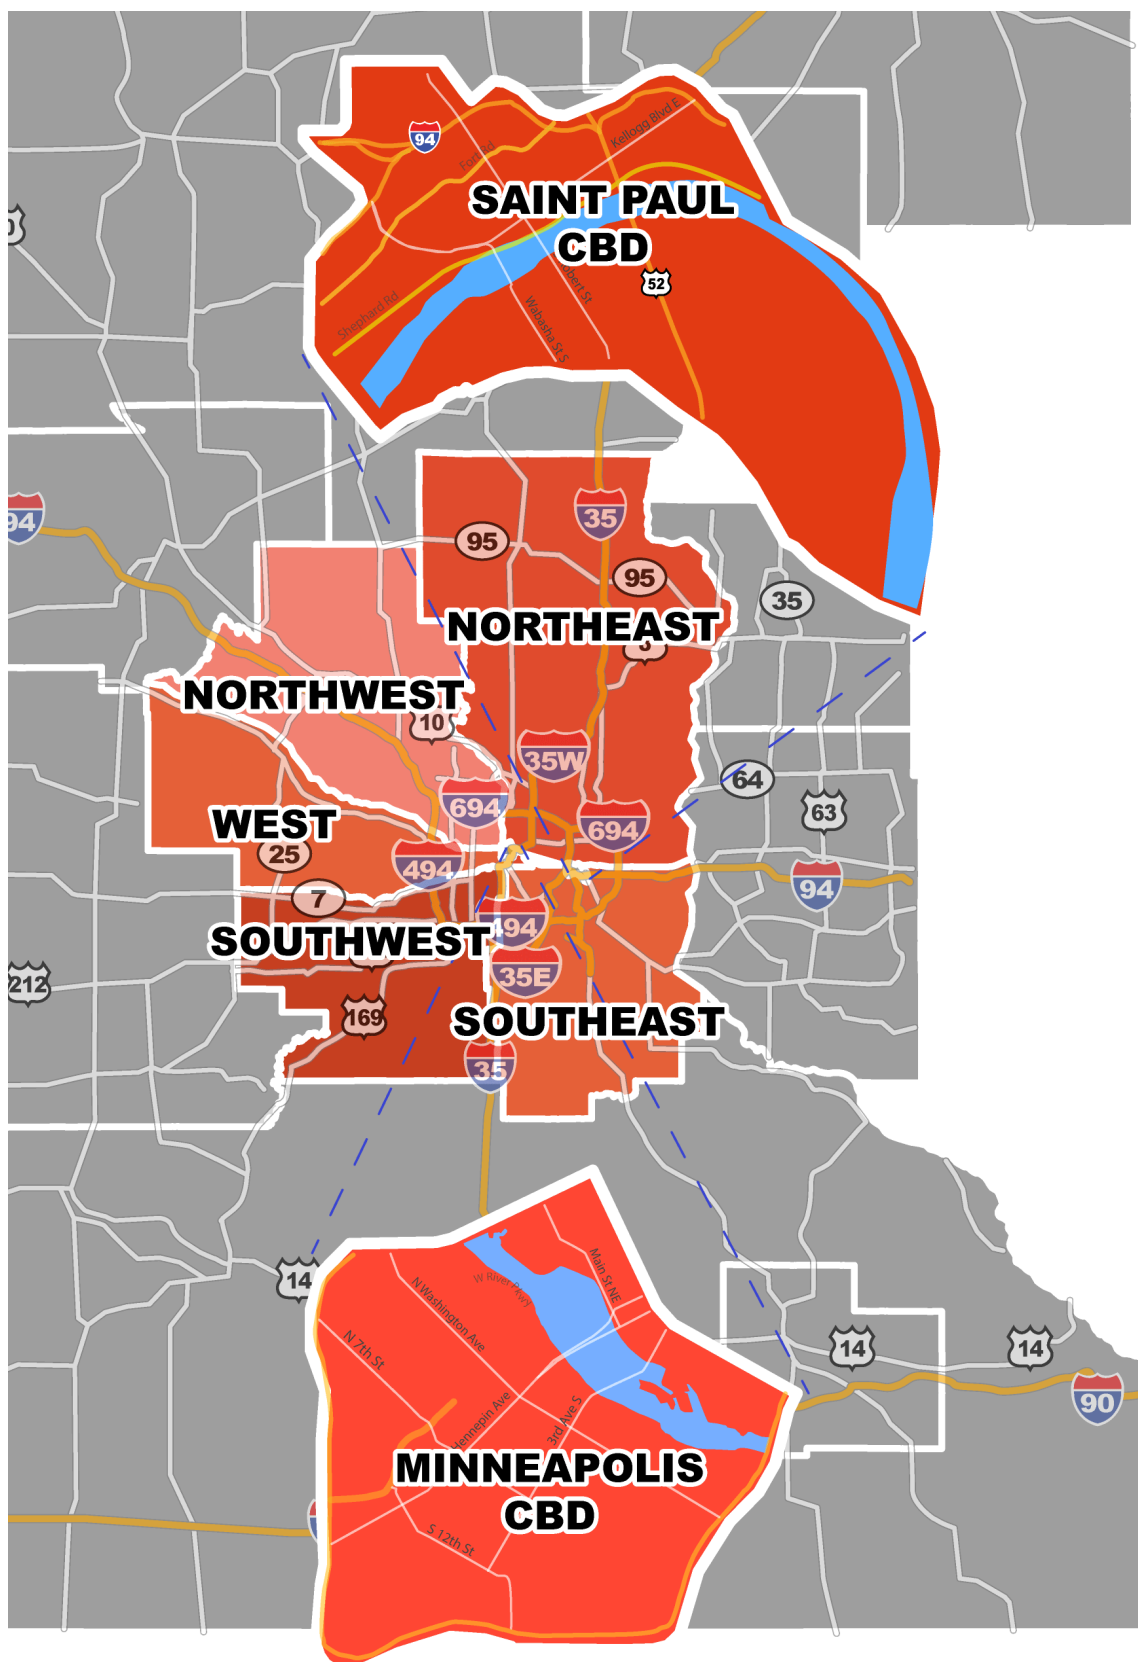 94
Fort Rd
Kellogg Blvd E
SAINT PAUL
CBD
52
Robert St
Shephard Rd
Wabasha St S
94
35
95
95
35
NORTHEAST
NORTHWEST
10
35W
64
694
694
63
WEST
25
494
94
7
494
SOUTHWEST
35E
212
169
SOUTHEAST
35
14
W River Pkwy
Main St NE
N Washington Ave
N 7th St
14
14
90
Hennepin Ave
3rd Ave S
MINNEAPOLIS
CBD
S 12th St